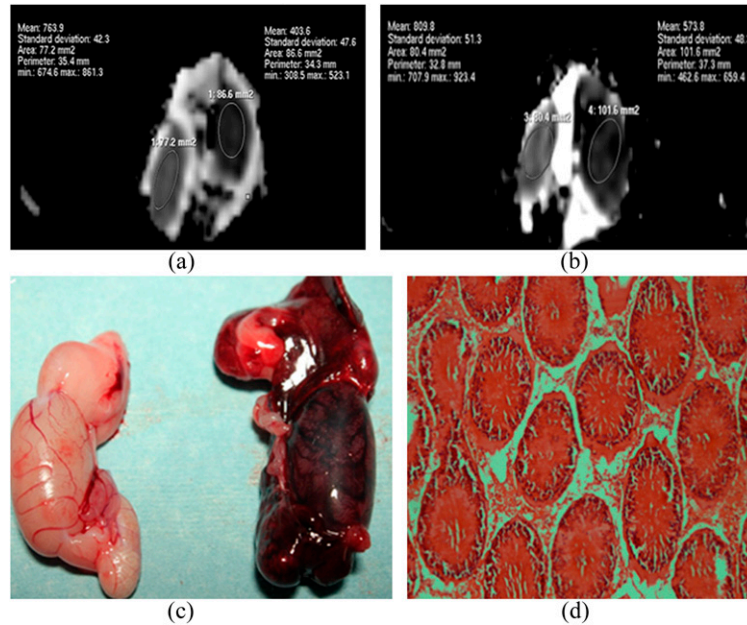 Mean: 763.9
Standard deviation: 42.3
Area: 77.2 mm2
Perimeter: 35.4 mm
min.: 674.6 max.: 861.3
Mean: 403.6
Standard deviation: 47.6
Area: 86.6 mm2
Perimeter: 34.3 mm
min.: 308.5 max.: 523.1
1: 86.6 mm2
1: 77.2 mm2
(a)
Mean: 809.8
Standard deviation: 51.3
Area: 80.4 mm2
Perimeter: 32.8 mm
min.: 707.9 max.: 923.4
Mean: 573.8
Standard deviation: 48.
Area: 101.6 mm2
Perimeter: 37.3 mm
min.: 462.6 max.: 659.4
3: 80.4 mm2
4: 101.6 mm2
(b)
(c)
(d)